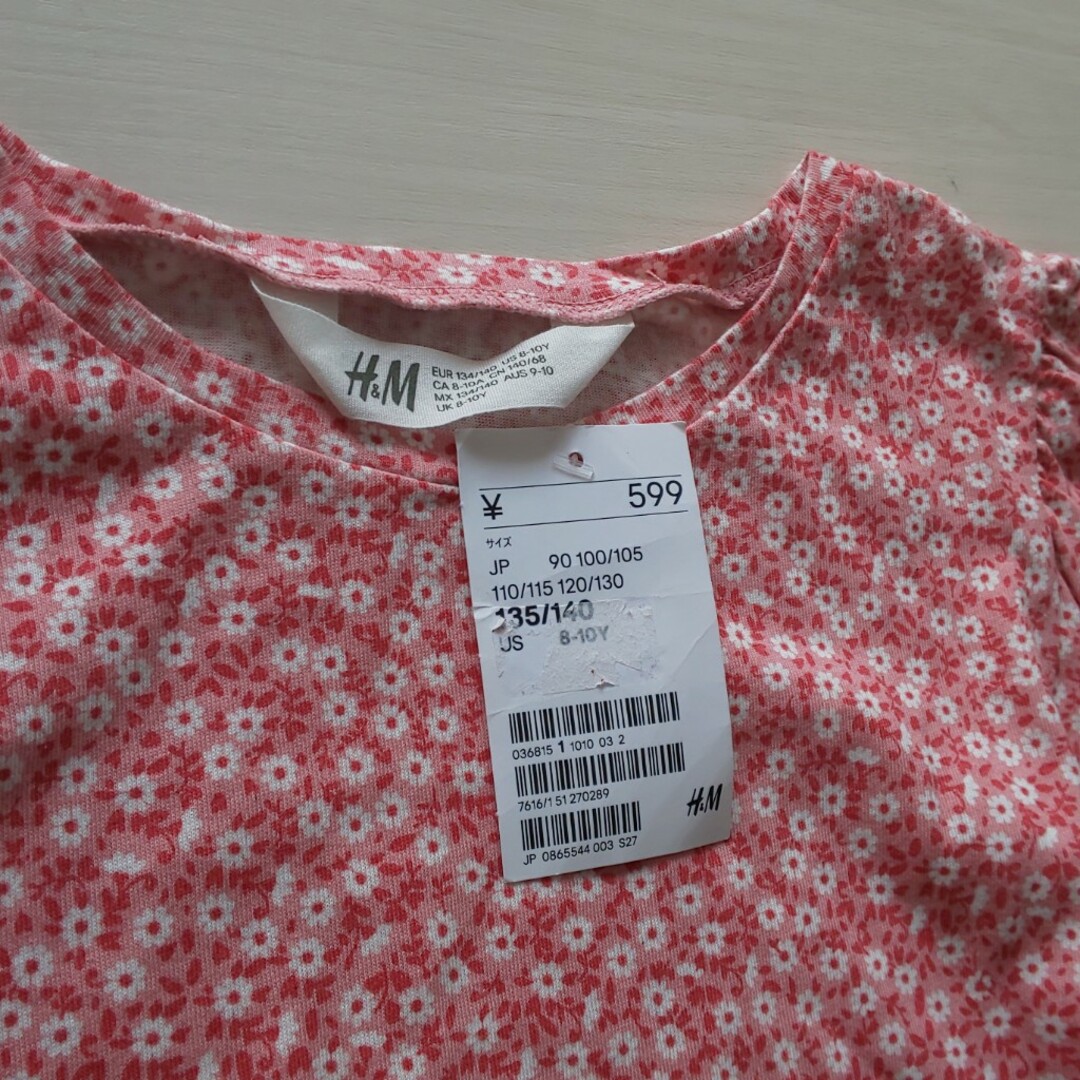 H&M
EUR 134/140 US 8-10Y
CA 8-10A CN 140/68
MX 134/140 AUS 9-10
UK 8-10Y
¥ 599
サイズ
JP 90 100/105
110/115 120/130
135/140
US 8-10Y
036815 1 1010 03 2
7616/1 51 270289
H&M
JP 0865544 003 S27